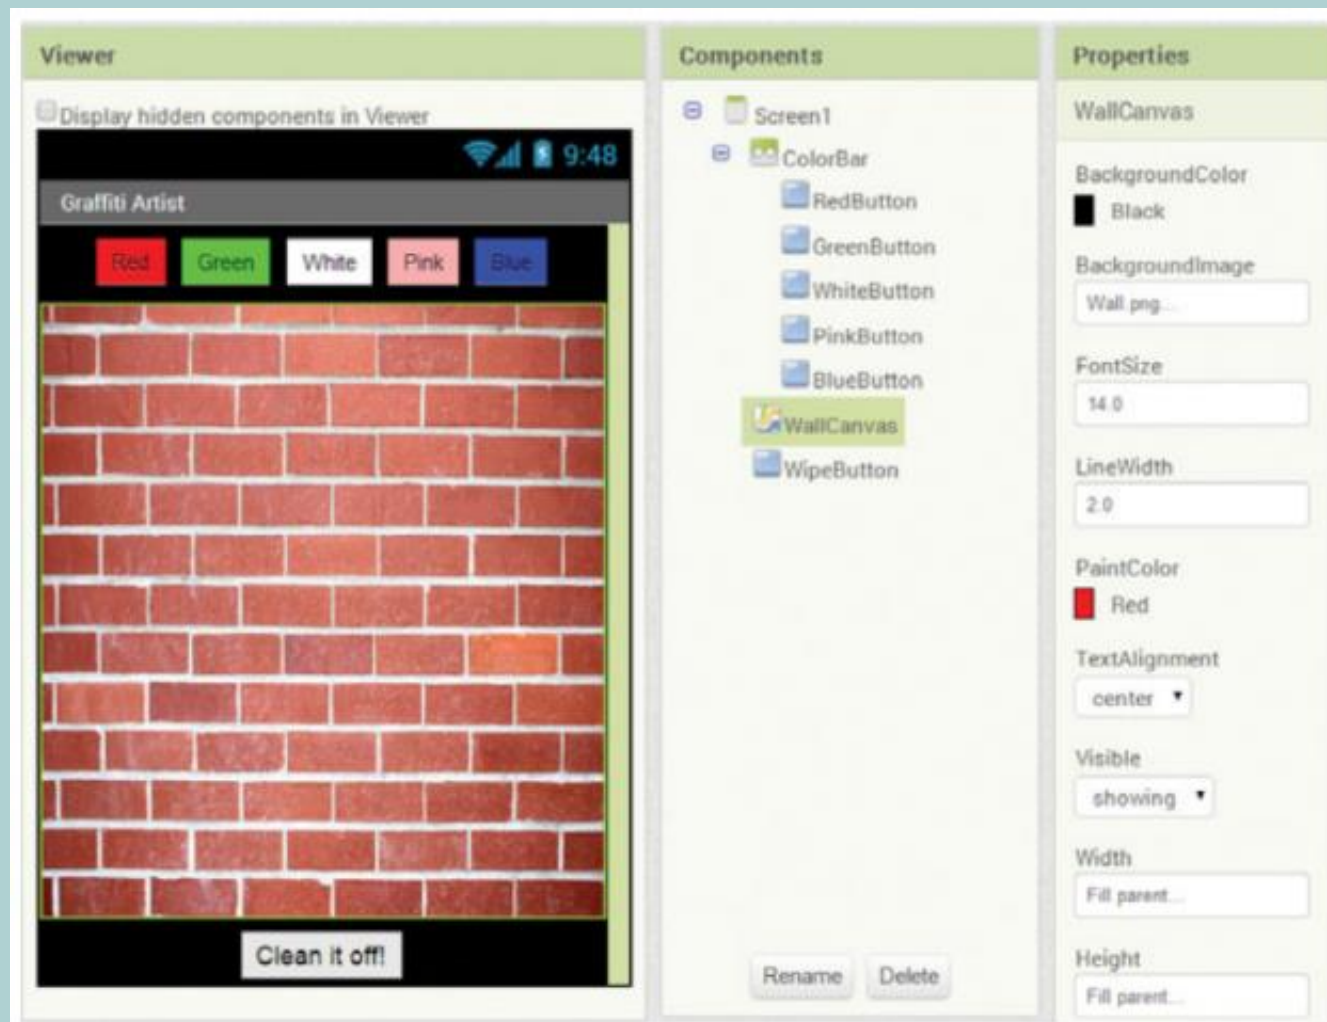 Viewer
Display hidden components in Viewer
9:48
Graffiti Artist
Red Green White Pink Blue
Clean it off!
Components
Screen1
ColorBar
RedButton
GreenButton
WhiteButton
PinkButton
BlueButton
WallCanvas
WipeButton
Rename Delete
Properties
WallCanvas
BackgroundColor
Black
BackgroundImage
Wall.png...
FontSize
14.0
LineWidth
2.0
PaintColor
Red
TextAlignment
center
Visible
showing
Width
Fill parent...
Height
Fill parent...